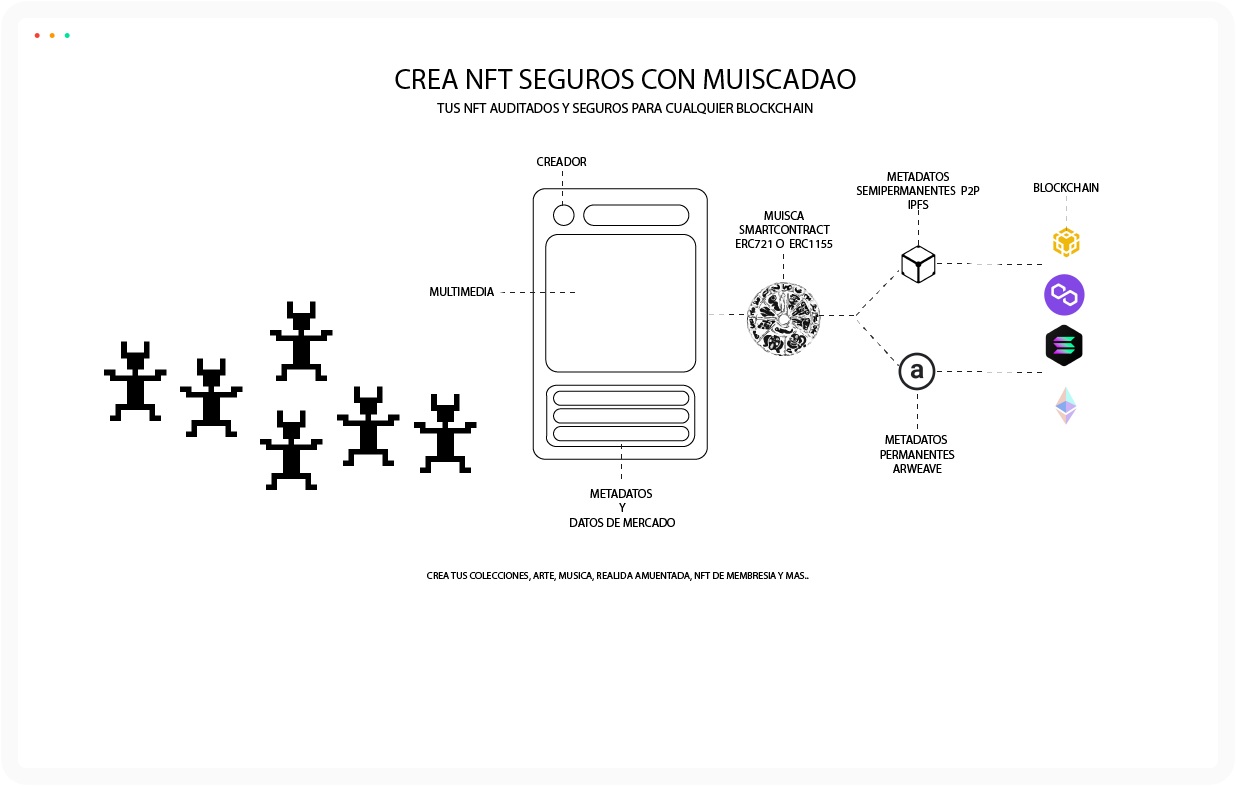 CREA NFT SEGUROS CON MUISCADAO
TUS NFT AUDITADOS Y SEGUROS PARA CUALQUIER BLOCKCHAIN
CREADOR
MULTIMEDIA
METADATOS
Y
DATOS DE MERCADO
MUISCA
SMARTCONTRACT
ERC721 O ERC1155
METADATOS
SEMIPERMANENTES P2P
IPFS
BLOCKCHAIN
a
METADATOS
PERMANENTES
ARWEAVE
CREA TUS COLECCIONES, ARTE, MUSICA, REALIDA AMUENTADA, NFT DE MEMBRESIA Y MAS..